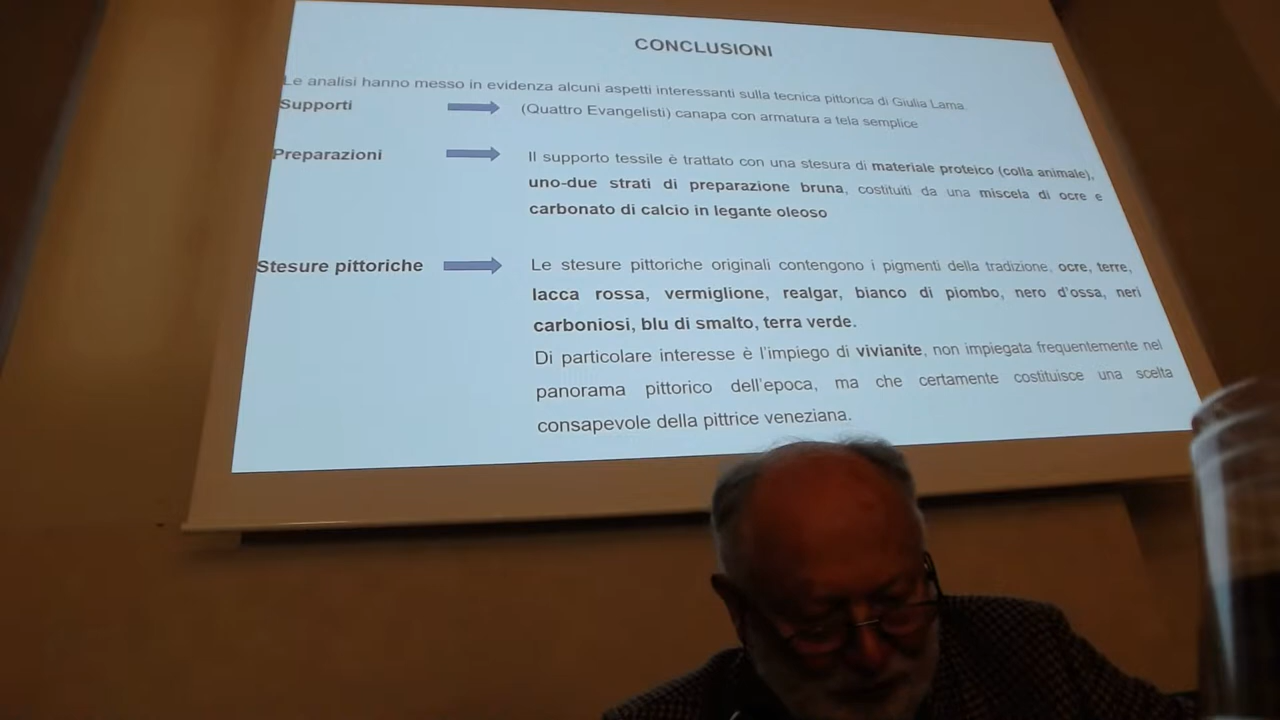 CONCLUSIONI
Le analisi hanno messo in evidenza alcuni aspetti interessanti sulla tecnica pittorica di Giulia Lama.
Supporti (Quattro Evangelisti) canapa con armatura a tela semplice
Preparazioni Il supporto tessile è trattato con una stesura di materiale proteico (colla animale),
uno-due strati di preparazione bruna, costituiti da una miscela di ocre e
carbonato di calcio in legante oleoso
Stesure pittoriche Le stesure pittoriche originali contengono i pigmenti della tradizione, ocre, terre,
lacca rossa, vermiglione, realgar, bianco di piombo, nero d'ossa, neri
carboniosi, blu di smalto, terra verde.
Di particolare interesse è l'impiego di vivianite, non impiegata frequentemente nel
panorama pittorico dell'epoca, ma che certamente costituisce una scelta
consapevole della pittrice veneziana.